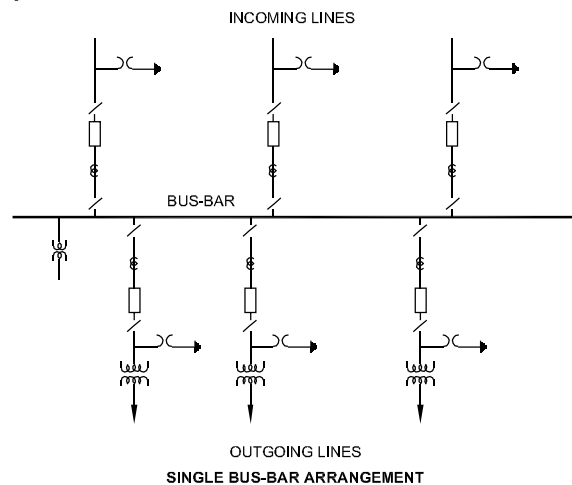 INCOMING LINES
BUS-BAR
OUTGOING LINES
SINGLE BUS-BAR ARRANGEMENT